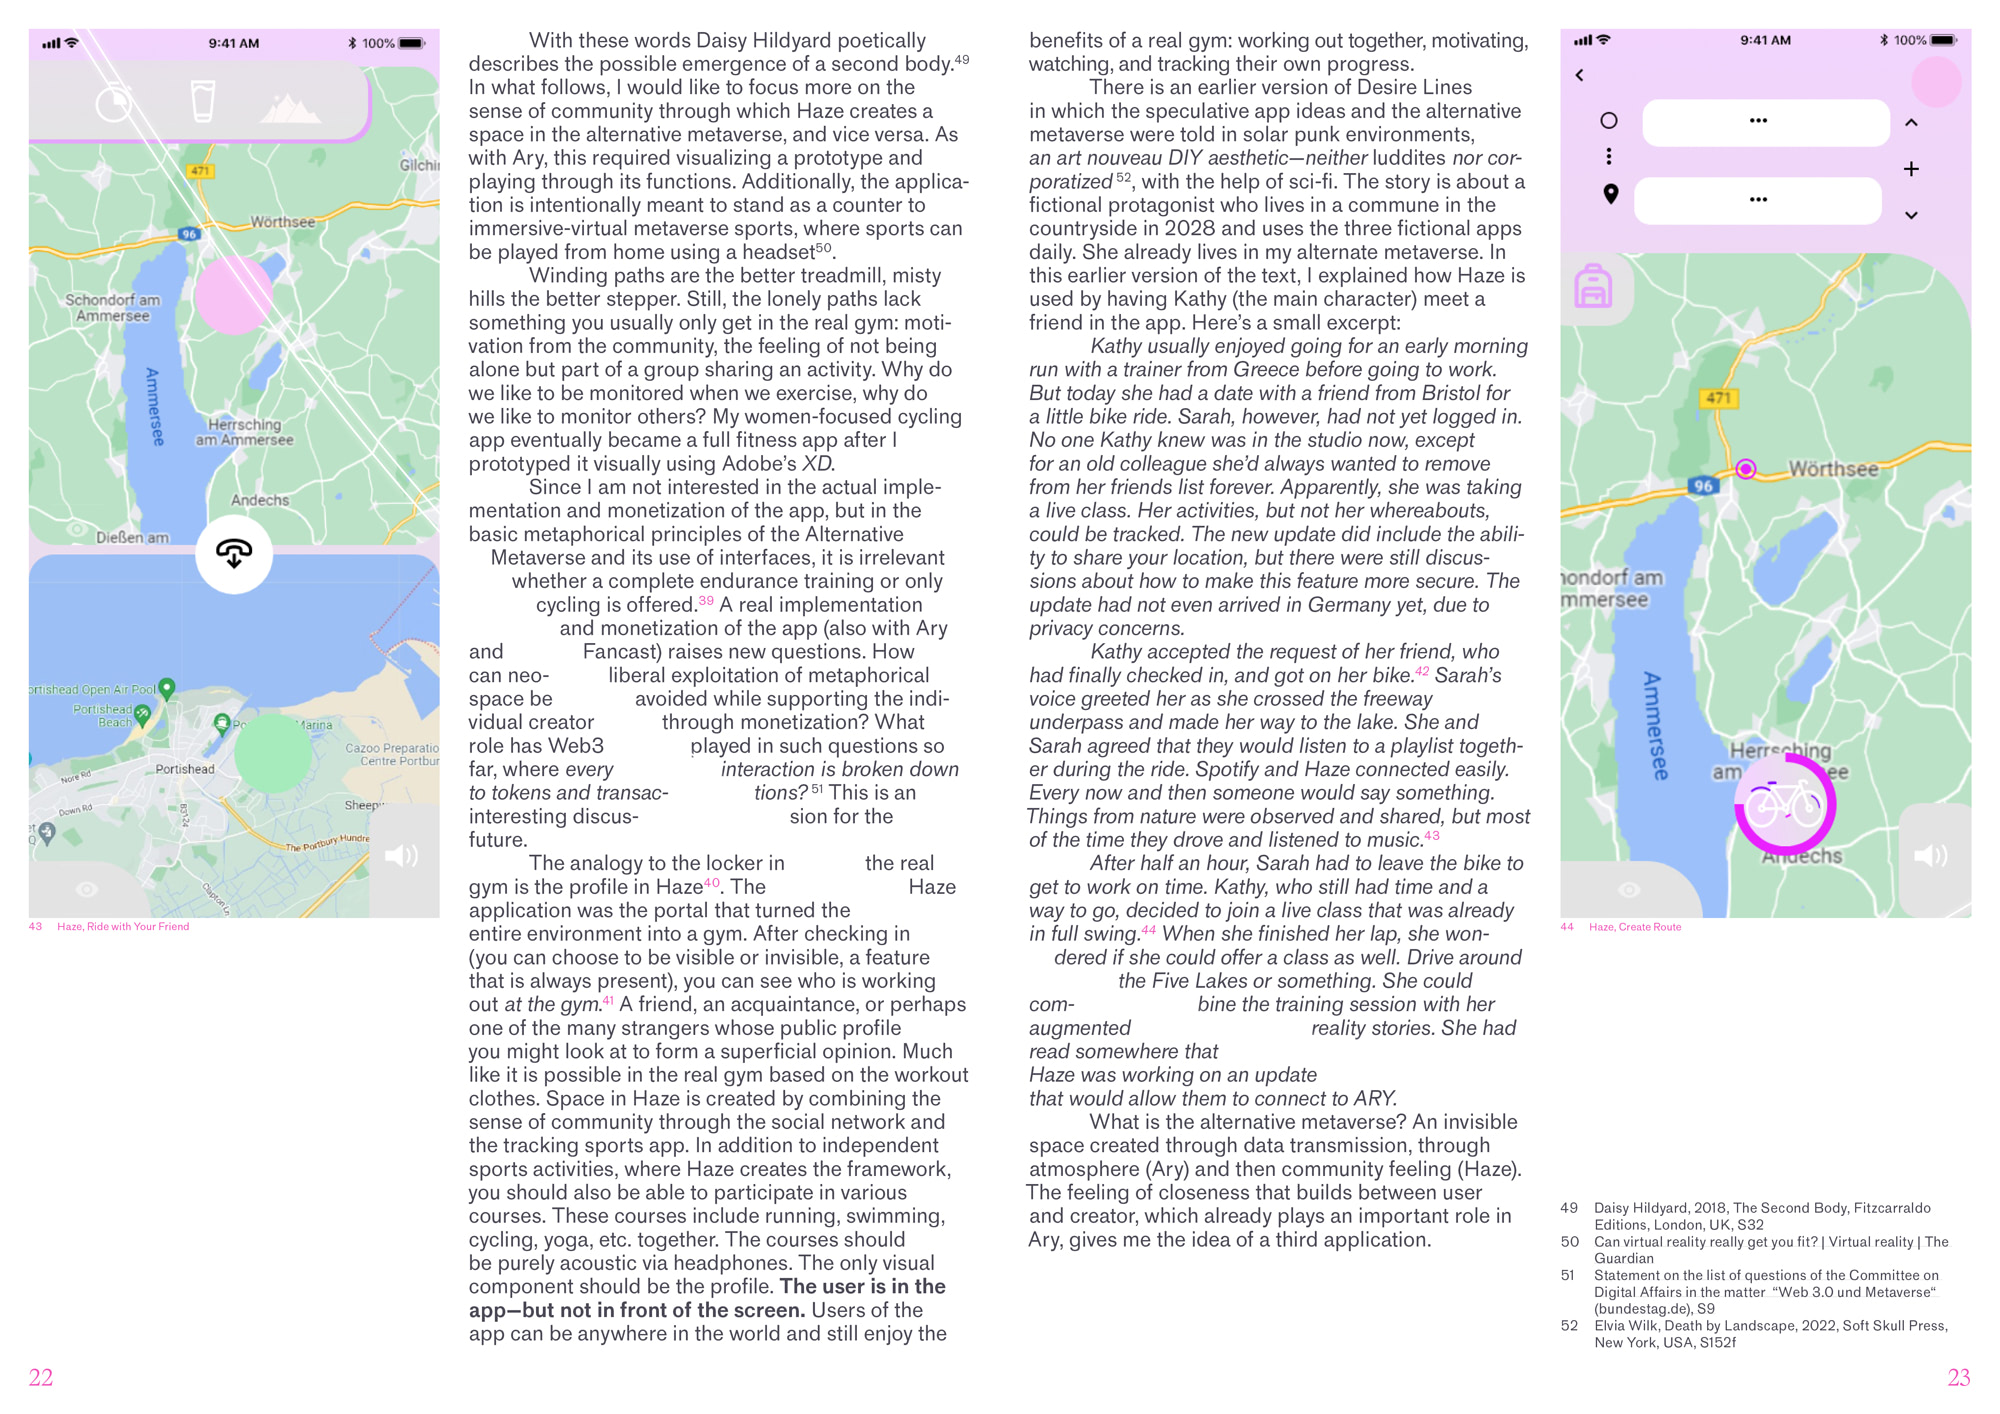 9:41 AM
100%
471
Gilchin
Wörthsee
96
Schondorf am
Ammersee
Ammersee
Herrsching
am Ammersee
Andechs
Dießen am
ortishead Open Air Pool
Portishead
Beach
Marina
Cazoo Preparatio
Centre Portbur
Portishead
Nore Rd
Down Rd
B3124
Sheepw
The Portbury Hundre
Clapton Ln
43 Haze, Ride with Your Friend
With these words Daisy Hildyard poetically
describes the possible emergence of a second body.49
In what follows, I would like to focus more on the
sense of community through which Haze creates a
space in the alternative metaverse, and vice versa. As
with Ary, this required visualizing a prototype and
playing through its functions. Additionally, the applica-
tion is intentionally meant to stand as a counter to
immersive-virtual metaverse sports, where sports can
be played from home using a headset50.
Winding paths are the better treadmill, misty
hills the better stepper. Still, the lonely paths lack
something you usually only get in the real gym: moti-
vation from the community, the feeling of not being
alone but part of a group sharing an activity. Why do
we like to be monitored when we exercise, why do
we like to monitor others? My women-focused cycling
app eventually became a full fitness app after I
prototyped it visually using Adobe's XD.
Since I am not interested in the actual imple-
mentation and monetization of the app, but in the
basic metaphorical principles of the Alternative
Metaverse and its use of interfaces, it is irrelevant
whether a complete endurance training or only
cycling is offered.39 A real implementation
and monetization of the app (also with Ary
and Fancast) raises new questions. How
can neo- liberal exploitation of metaphorical
space be avoided while supporting the indi-
vidual creator through monetization? What
role has Web3 played in such questions so
far, where every interaction is broken down
to tokens and transac- tions?51 This is an
interesting discus- sion for the
future.
The analogy to the locker in the real
gym is the profile in Haze40. The Haze
application was the portal that turned the
entire environment into a gym. After checking in
(you can choose to be visible or invisible, a feature
that is always present), you can see who is working
out at the gym.41 A friend, an acquaintance, or perhaps
one of the many strangers whose public profile
you might look at to form a superficial opinion. Much
like it is possible in the real gym based on the workout
clothes. Space in Haze is created by combining the
sense of community through the social network and
the tracking sports app. In addition to independent
sports activities, where Haze creates the framework,
you should also be able to participate in various
courses. These courses include running, swimming,
cycling, yoga, etc. together. The courses should
be purely acoustic via headphones. The only visual
component should be the profile. The user is in the
app—but not in front of the screen. Users of the
app can be anywhere in the world and still enjoy the
22
benefits of a real gym: working out together, motivating,
watching, and tracking their own progress.
There is an earlier version of Desire Lines
in which the speculative app ideas and the alternative
metaverse were told in solar punk environments,
an art nouveau DIY aesthetic—neither luddites nor cor-
poratized52, with the help of sci-fi. The story is about a
fictional protagonist who lives in a commune in the
countryside in 2028 and uses the three fictional apps
daily. She already lives in my alternate metaverse. In
this earlier version of the text, I explained how Haze is
used by having Kathy (the main character) meet a
friend in the app. Here's a small excerpt:
Kathy usually enjoyed going for an early morning
run with a trainer from Greece before going to work.
But today she had a date with a friend from Bristol for
a little bike ride. Sarah, however, had not yet logged in.
No one Kathy knew was in the studio now, except
for an old colleague she'd always wanted to remove
from her friends list forever. Apparently, she was taking
a live class. Her activities, but not her whereabouts,
could be tracked. The new update did include the abili-
ty to share your location, but there were still discus-
sions about how to make this feature more secure. The
update had not even arrived in Germany yet, due to
privacy concerns.
Kathy accepted the request of her friend, who
had finally checked in, and got on her bike.42 Sarah's
voice greeted her as she crossed the freeway
underpass and made her way to the lake. She and
Sarah agreed that they would listen to a playlist togeth-
er during the ride. Spotify and Haze connected easily.
Every now and then someone would say something.
Things from nature were observed and shared, but most
of the time they drove and listened to music.43
After half an hour, Sarah had to leave the bike to
get to work on time. Kathy, who still had time and a
way to go, decided to join a live class that was already
in full swing.44 When she finished her lap, she won-
dered if she could offer a class as well. Drive around
the Five Lakes or something. She could
com- bine the training session with her
augmented reality stories. She had
read somewhere that
Haze was working on an update
that would allow them to connect to ARY.
What is the alternative metaverse? An invisible
space created through data transmission, through
atmosphere (Ary) and then community feeling (Haze).
The feeling of closeness that builds between user
and creator, which already plays an important role in
Ary, gives me the idea of a third application.
9:41 AM
100%
471
Wörthsee
96
hondorf am
mmersee
Ammersee
Herrsching
am
ee
Andechs
44 Haze, Create Route
49 Daisy Hildyard, 2018, The Second Body, Fitzcarraldo
Editions, London, UK, S32
50 Can virtual reality really get you fit? | Virtual reality | The
Guardian
51 Statement on the list of questions of the Committee on
Digital Affairs in the matter “Web 3.0 und Metaverse“
(bundestag.de), S9
52 Elvia Wilk, Death by Landscape, 2022, Soft Skull Press,
New York, USA, S152f
23